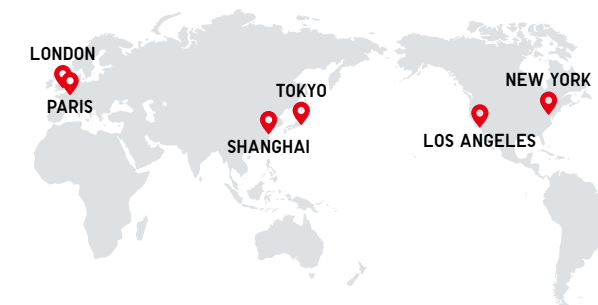 LONDON
PARIS
TOKYO
SHANGHAI
NEW YORK
LOS ANGELES